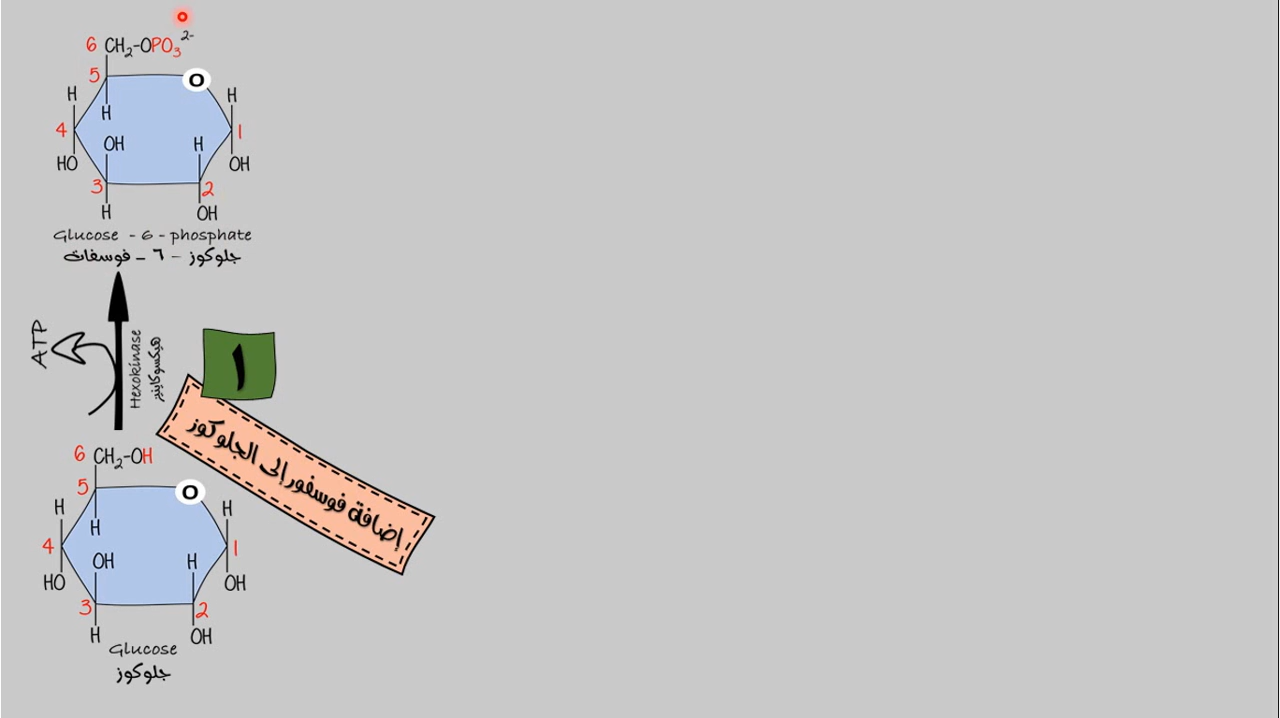 2-
6 CH2-OPO3
5 O
H H
H
4 1
OH H
HO OH
3 2
H OH
Glucose - 6 - phosphate
جلوكوز - ٦ - فوسفات
ATP
Hexokinase
هيكسوكاينيز
١
إضافة فوسفور إلى الجلوكوز
6 CH2-OH
5 O
H H
H
4 1
OH H
HO OH
3 2
H OH
Glucose
جلوكوز